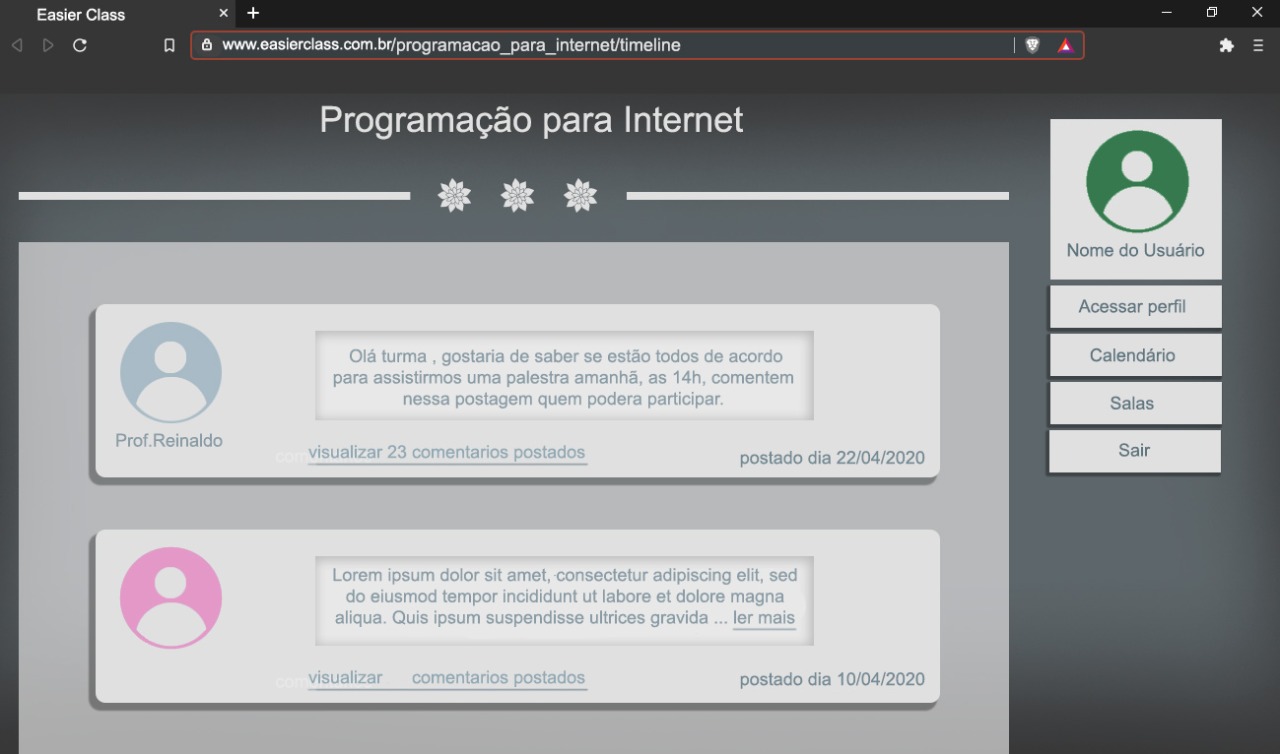 Easier Class
www.easierclass.com.br/programacao_para_internet/timeline
Programação para Internet
Nome do Usuário
Acessar perfil
Calendário
Salas
Sair
Olá turma , gostaria de saber se estão todos de acordo
para assistirmos uma palestra amanhã, as 14h, comentem
nessa postagem quem podera participar.
Prof.Reinaldo
visualizar 23 comentarios postados
postado dia 22/04/2020
Lorem ipsum dolor sit amet, consectetur adipiscing elit, sed
do eiusmod tempor incididunt ut labore et dolore magna
aliqua. Quis ipsum suspendisse ultrices gravida ... ler mais
visualizar comentarios postados
postado dia 10/04/2020